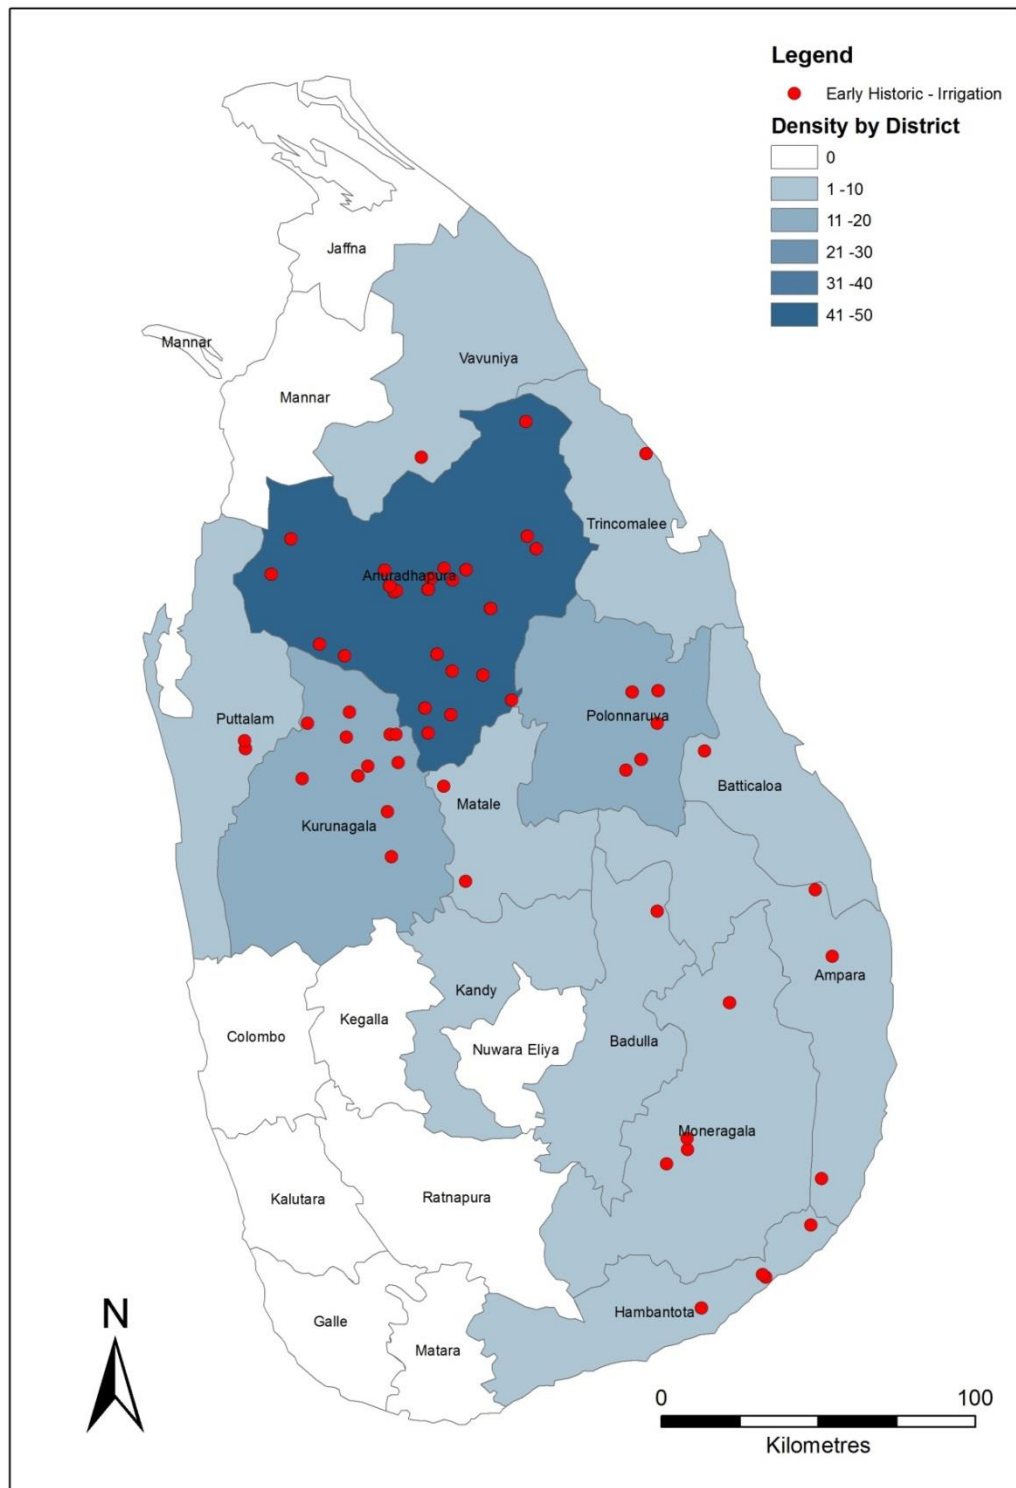 Legend
Early Historic - Irrigation
Density by District
0
1 -10
11 -20
21 -30
31 -40
41 -50
Jaffna
Mannar
Vavuniya
Mannar
Trincomalee
Anuradhapura
Puttalam
Polonnaruva
Batticaloa
Matale
Kurunagala
Ampara
Kandy
Kegalla
Colombo
Nuwara Eliya
Badulla
Moneragala
Kalutara
Ratnapura
Hambantota
Galle
Matara
N
0 100
Kilometres